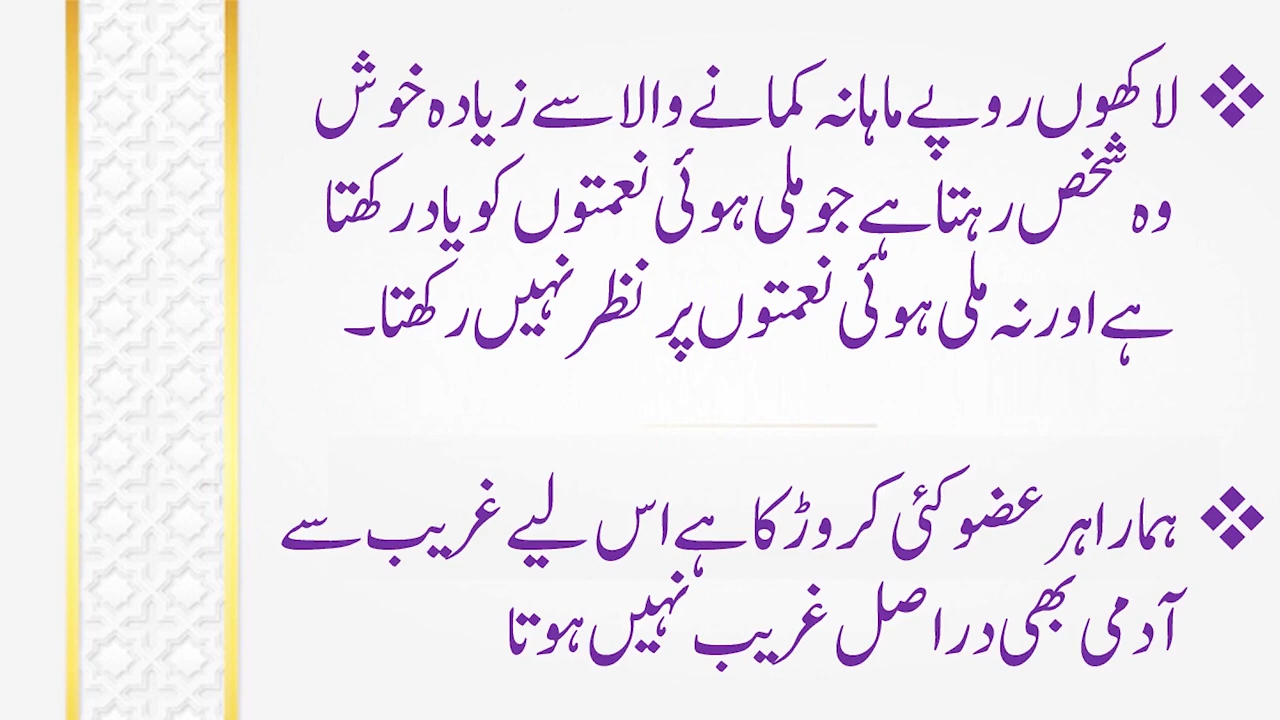 لاکھوں روپے ماہانہ کمانے والا سے زیادہ خوش
وہ شخص رہتا ہے جو ملی ہوئی نعمتوں کو یاد رکھتا
ہے اور نہ ملی ہوئی نعمتوں پر نظر نہیں رکھتا۔
ہمارا ہر عضو کئی کروڑ کا ہے اس لیے غریب سے
آدمی بھی دراصل غریب نہیں ہوتا